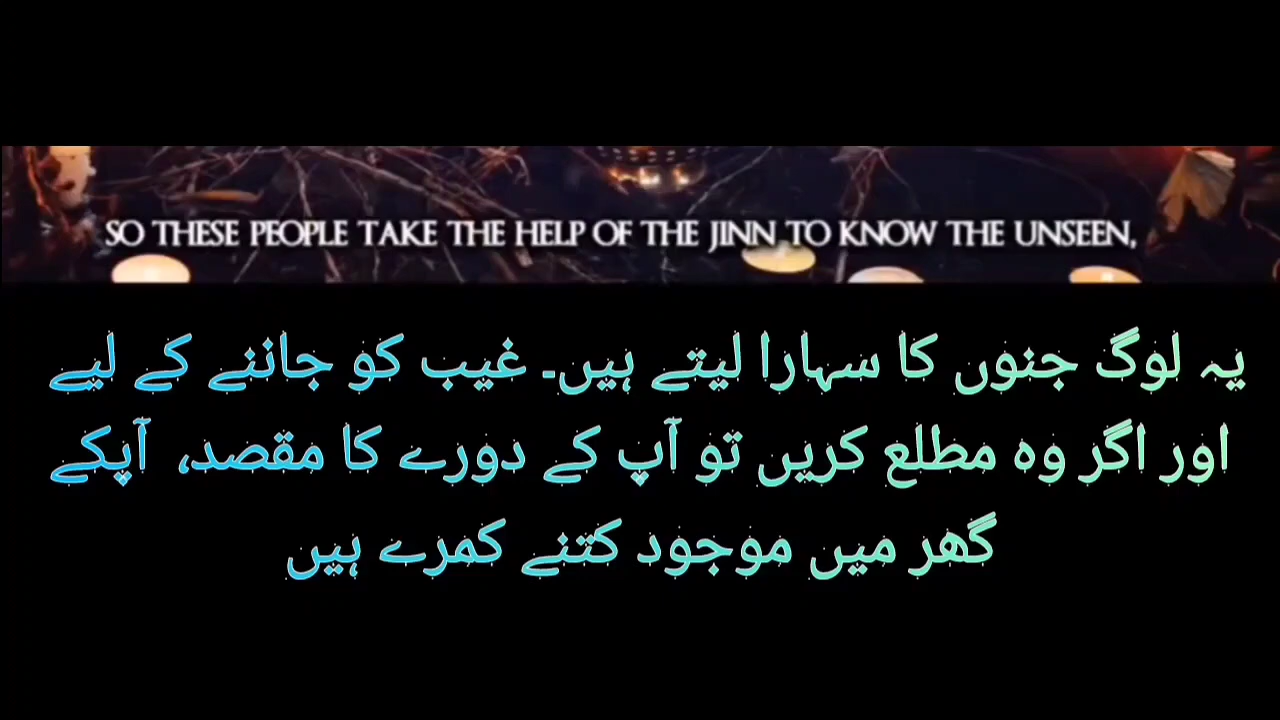 SO THESE PEOPLE TAKE THE HELP OF THE JINN TO KNOW THE UNSEEN,
یہ لوگ جنوں کا سہارا لیتے ہیں۔ غیب کو جاننے کے لیے
اور اگر وہ مطلع کریں تو آپ کے دورے کا مقصد، آپکے
گھر میں موجود کتنے کمرے ہیں